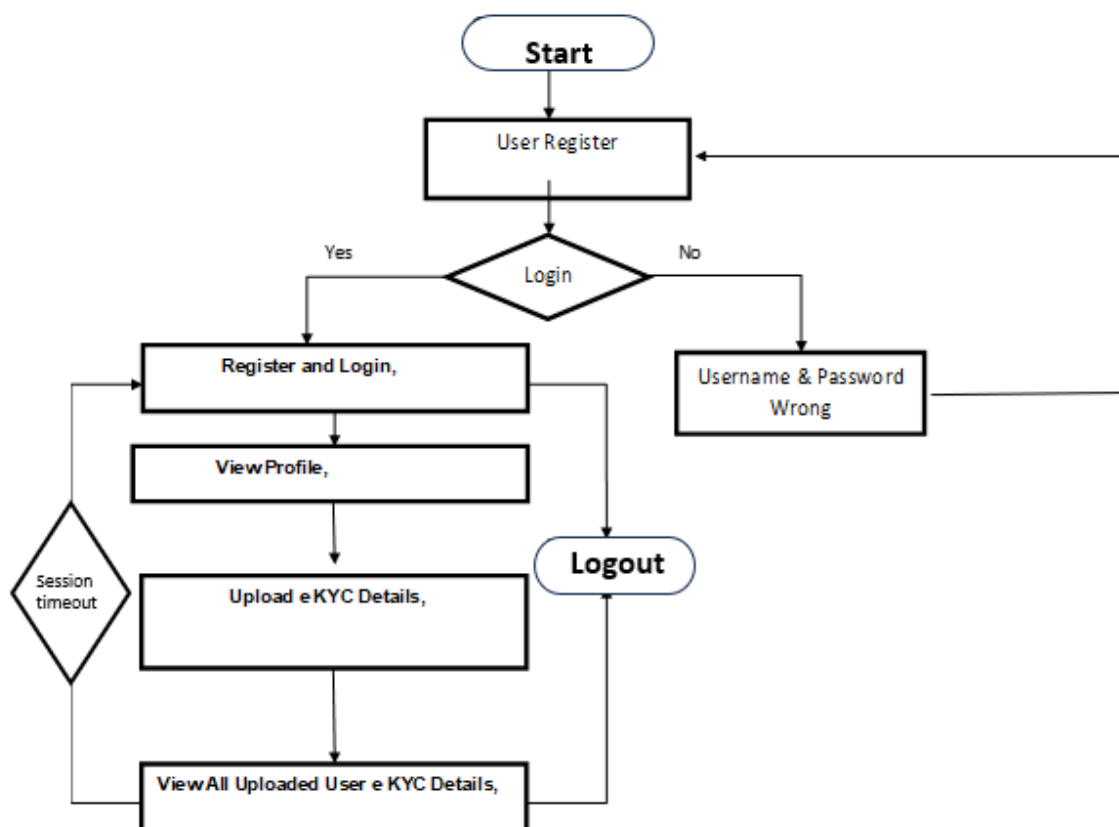 Start
User Register
Yes
No
Login
Register and Login,
Username & Password
Wrong
View Profile,
Session
timeout
Logout
Upload e KYC Details,
View All Uploaded User e KYC Details,